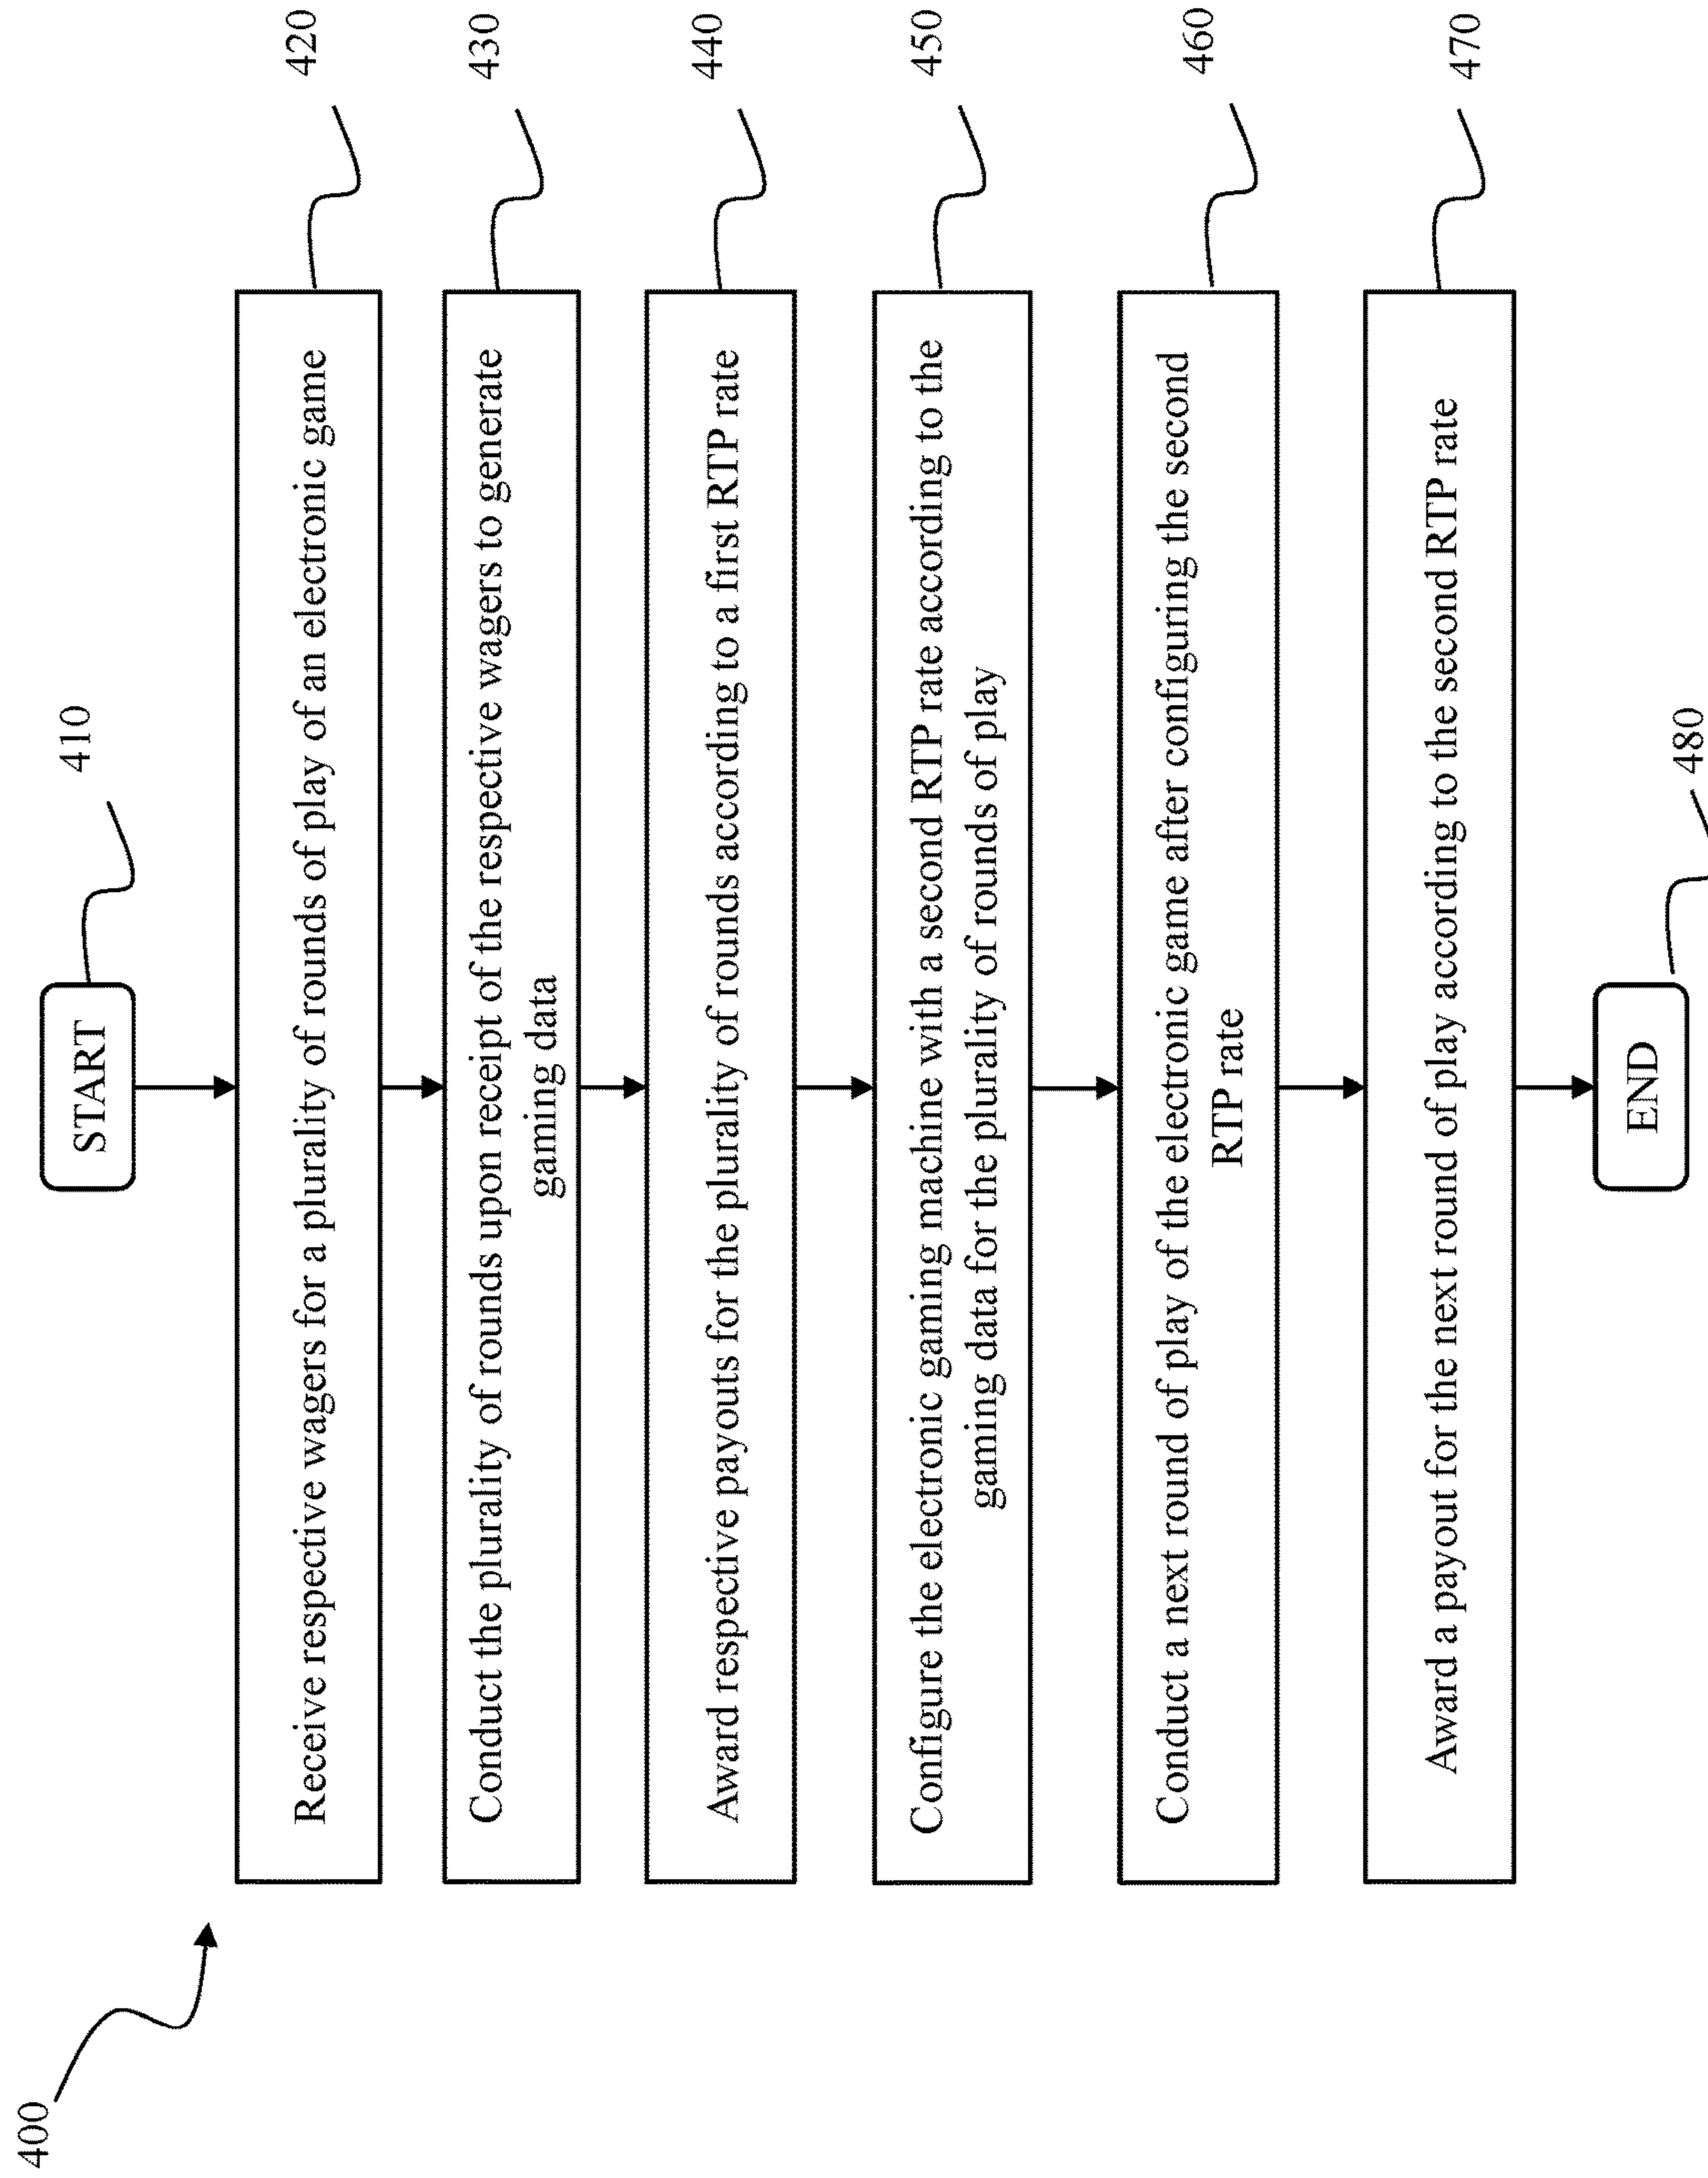 400
START
410
Receive respective wagers for a plurality of rounds of play of an electronic game
420
Conduct the plurality of rounds upon receipt of the respective wagers to generate
gaming data
430
Award respective payouts for the plurality of rounds according to a first RTP rate
440
Configure the electronic gaming machine with a second RTP rate according to the
gaming data for the plurality of rounds of play
450
Conduct a next round of play of the electronic game after configuring the second
RTP rate
460
Award a payout for the next round of play according to the second RTP rate
470
END
480